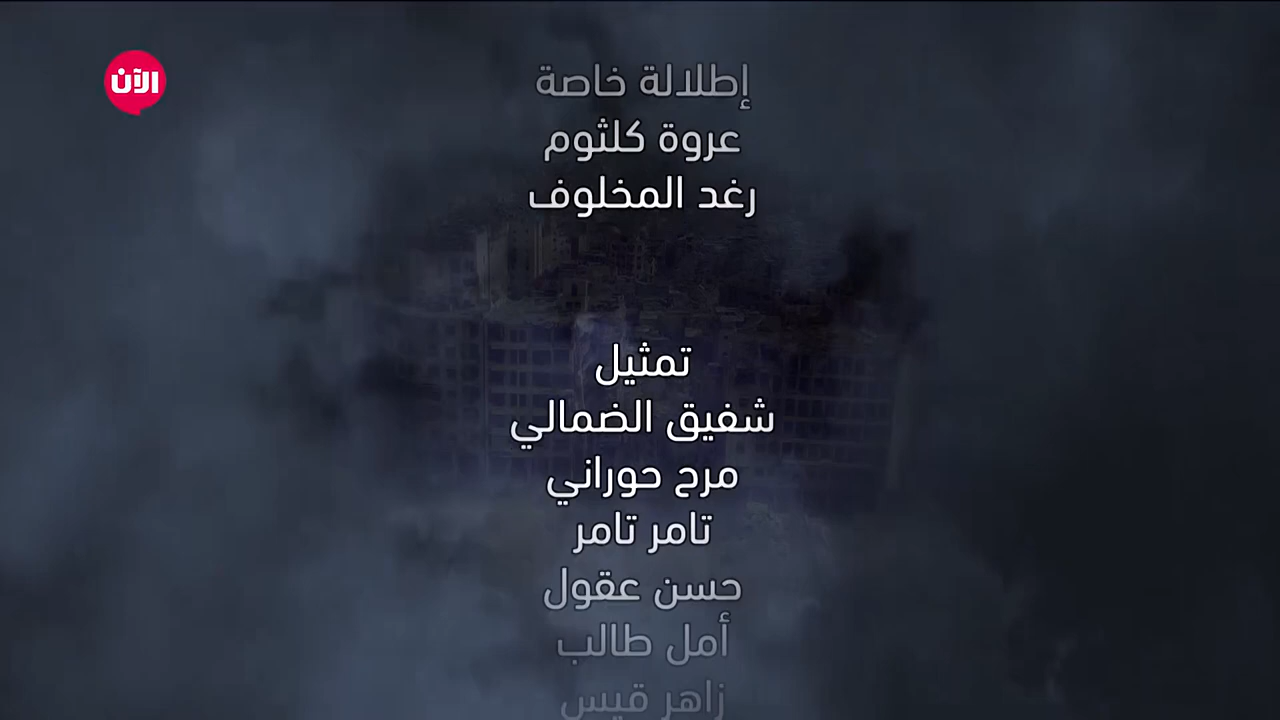 الآن
إطلالة خاصة
عروة كلثوم
رغد المخلوف
تمثيل
شفيق الضمالي
مرح حوراني
تامر تامر
حسن عقول
أمل طالب
زاهر قيس